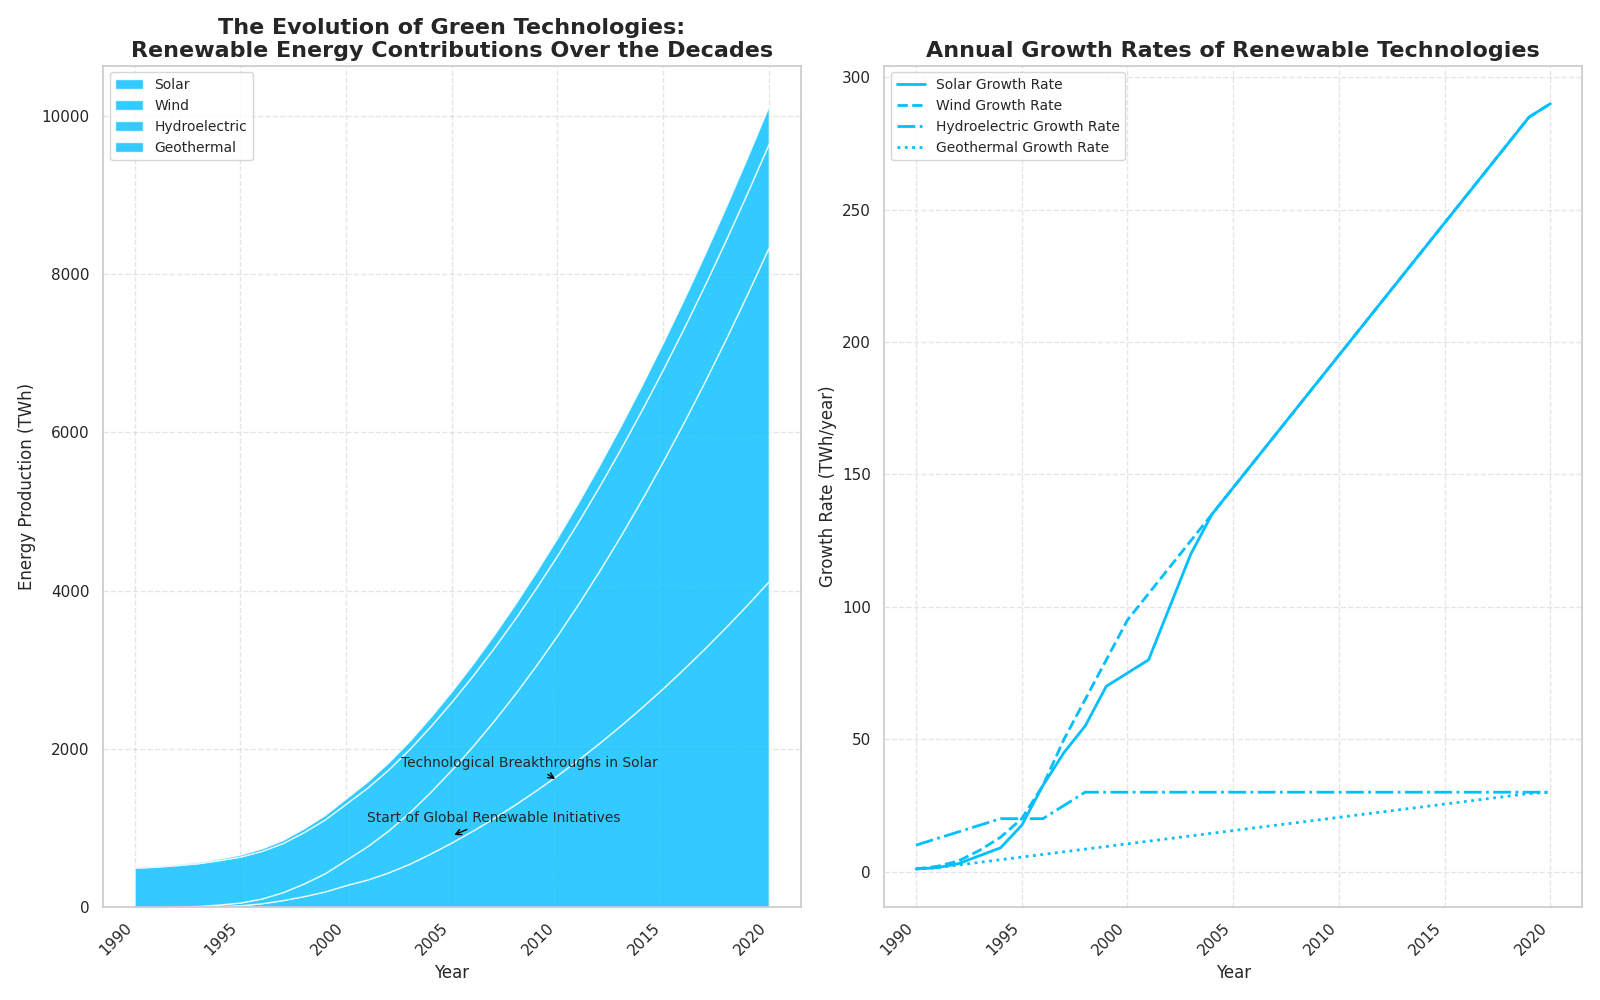 The Evolution of Green Technologies:
Renewable Energy Contributions Over the Decades
Solar
Wind
Hydroelectric
Geothermal
Energy Production (TWh)
10000
8000
6000
4000
2000
0
Technological Breakthroughs in Solar
Start of Global Renewable Initiatives
1990
1995
2000
2005
2010
2015
2020
Year
Annual Growth Rates of Renewable Technologies
Solar Growth Rate
Wind Growth Rate
Hydroelectric Growth Rate
Geothermal Growth Rate
Growth Rate (TWh/year)
300
250
200
150
100
50
0
1990
1995
2000
2005
2010
2015
2020
Year